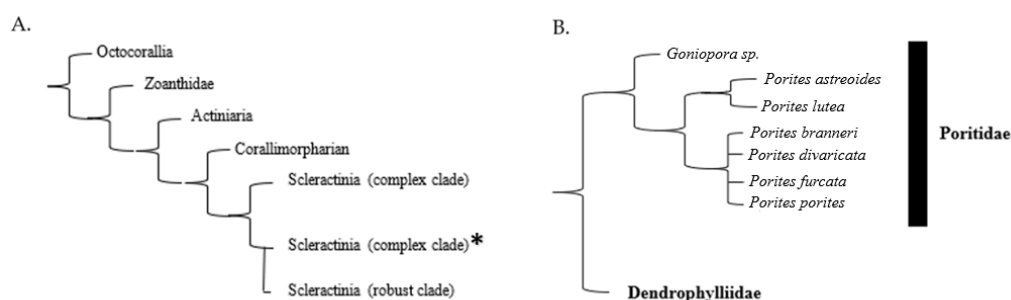 A.
Octocorallia
Zoanthidae
Actiniaria
Corallimorpharian
Scleractinia (complex clade)
Scleractinia (complex clade)*
Scleractinia (robust clade)
B.
Goniopora sp.
Porites astreoides
Porites lutea
Porites branneri
Porites divaricata
Porites furcata
Porites porites
Poritidae
Dendrophylliidae